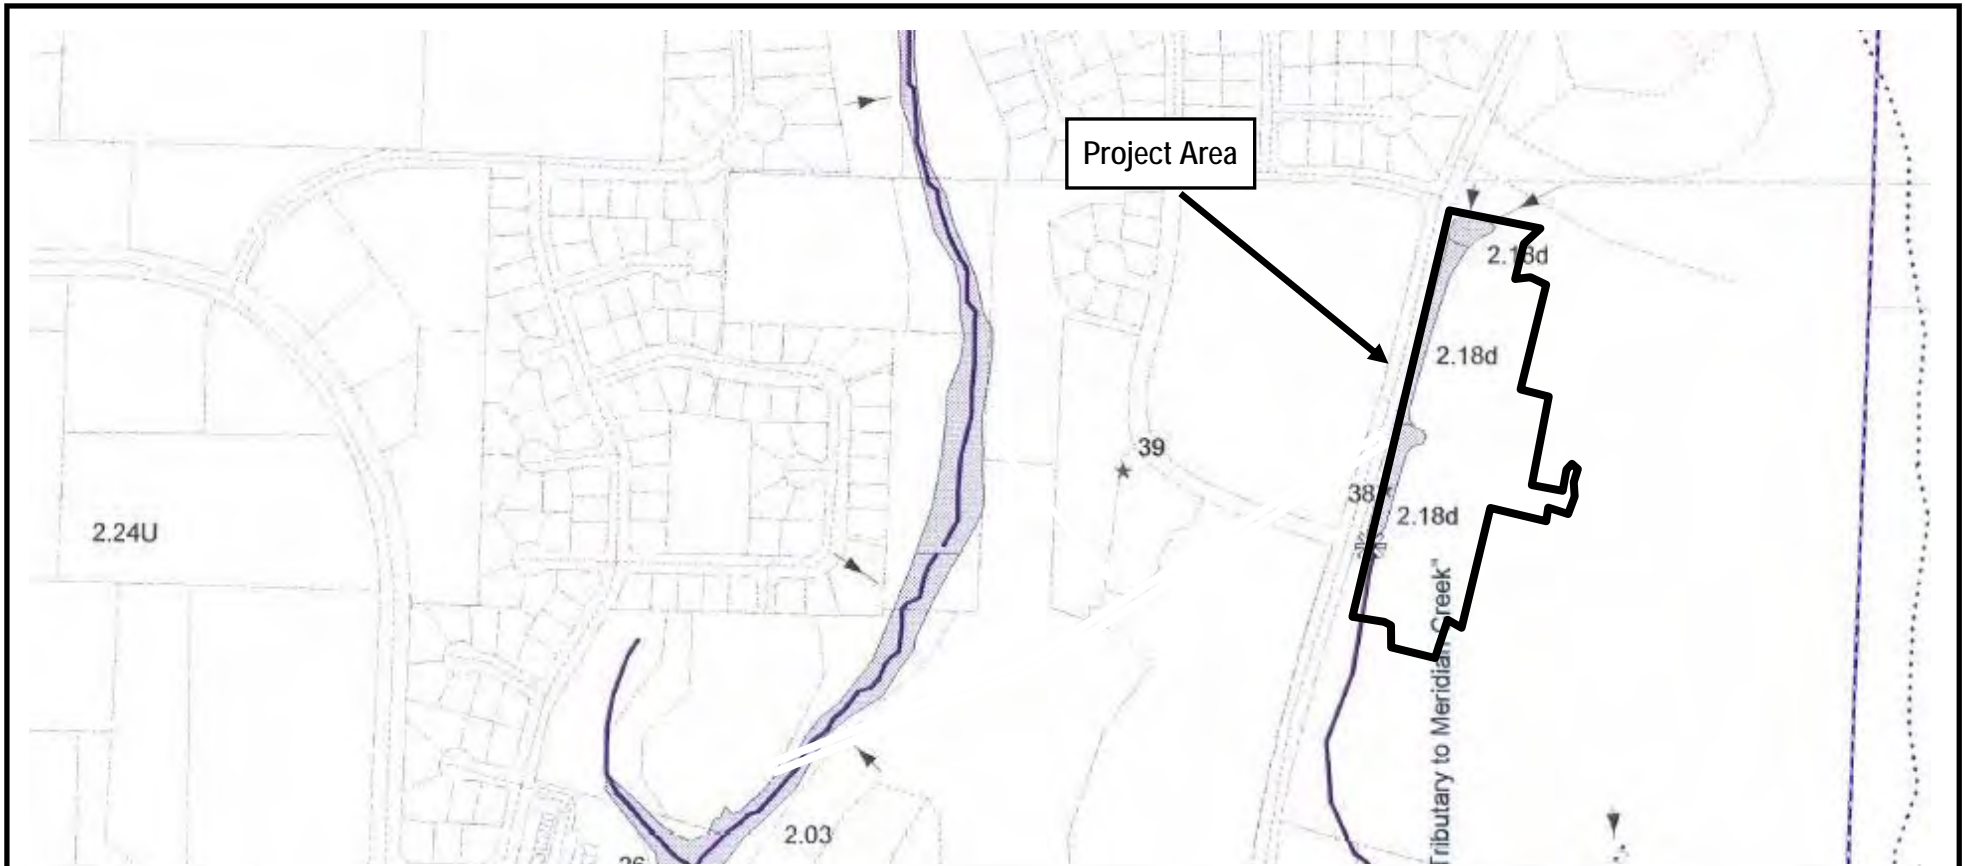 Project Area
2.18d
2.18d
39
38
2.18d
2.24U
Tributary to Meridian Creek"
2.03
26